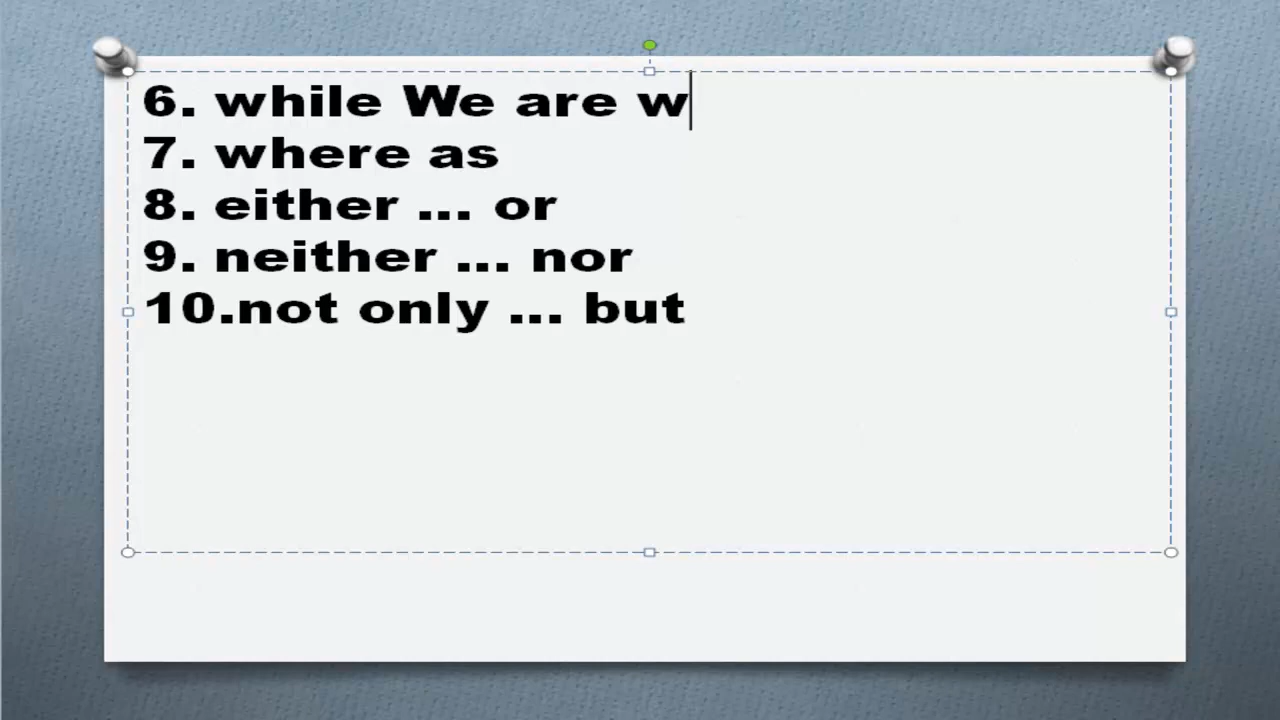 6. while We are w
7. where as
8. either ... or
9. neither ... nor
10.not only ... but